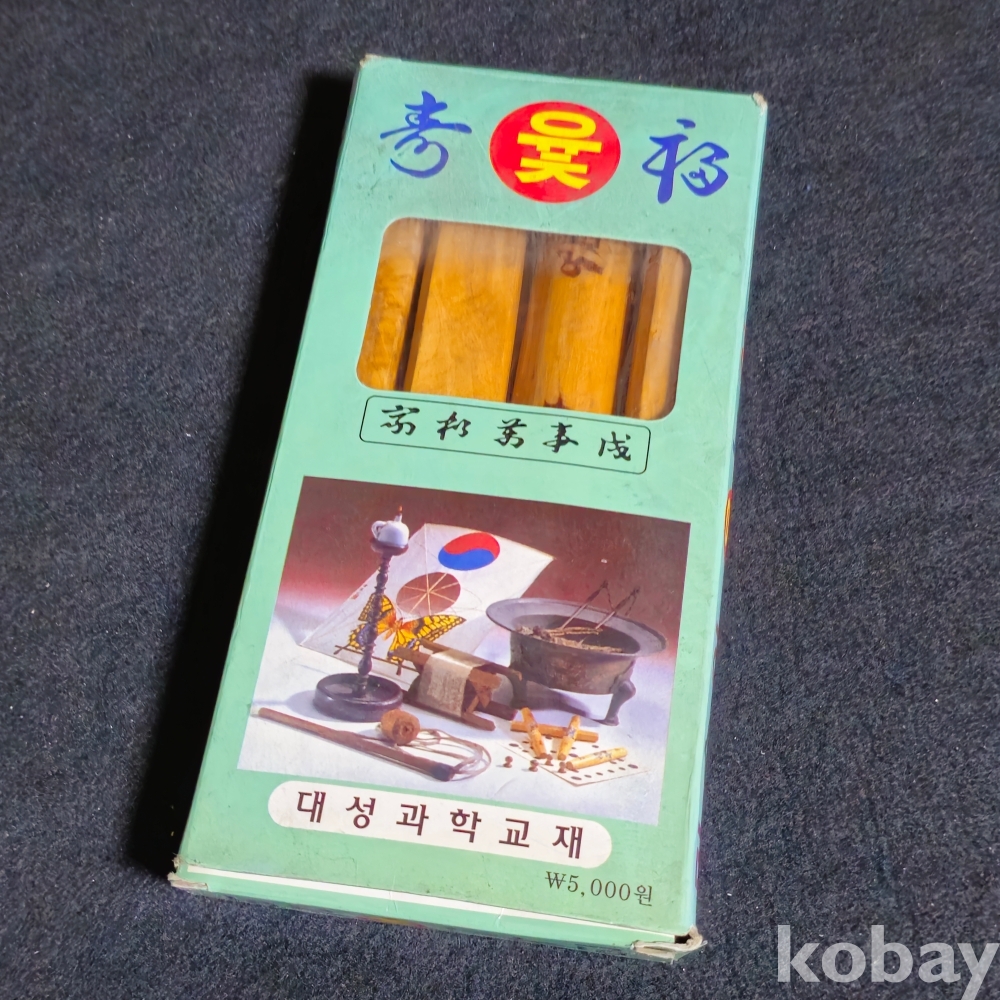 壽 윷 福
家和萬事成
대성과학교재
₩5,000원
kobay